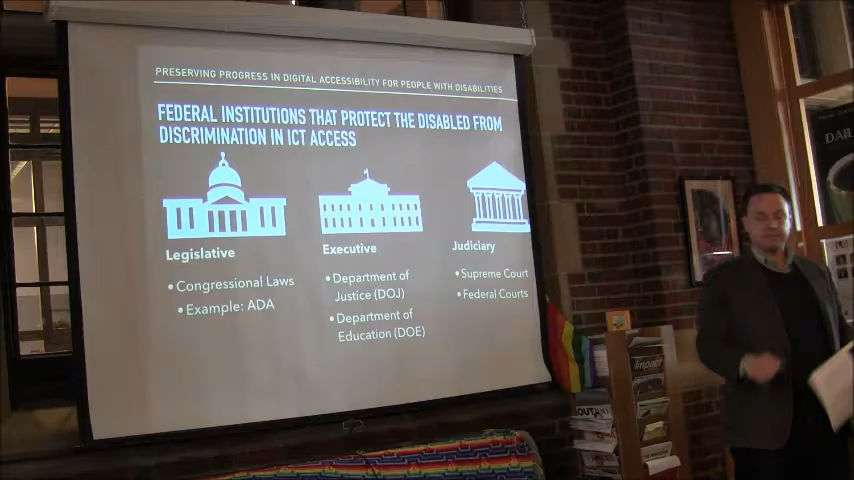 PRESERVING PROGRESS IN DIGITAL ACCESSIBILITY FOR PEOPLE WITH DISABILITIES
FEDERAL INSTITUTIONS THAT PROTECT THE DISABLED FROM
DISCRIMINATION IN ICT ACCESS
Legislative
• Congressional Laws
• Example: ADA
Executive
• Department of
Justice (DOJ)
• Department of
Education (DOE)
Judiciary
• Supreme Court
• Federal Courts
DAIL
Impact
OUT